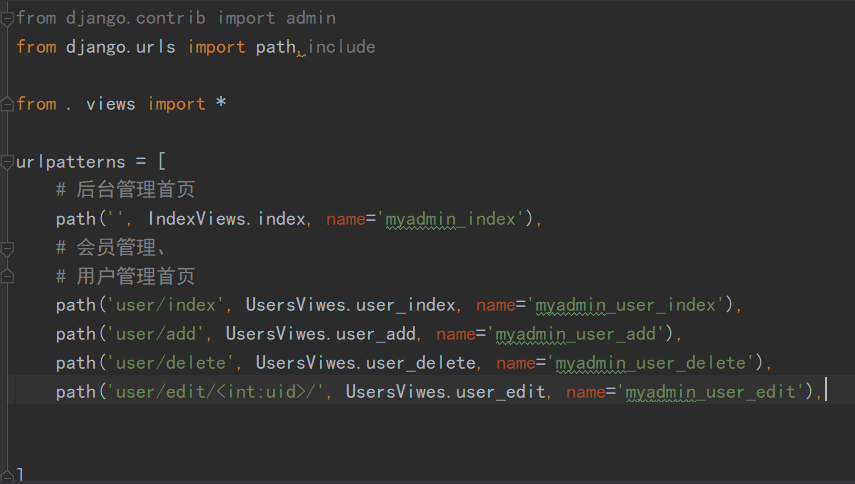 from django.contrib import admin
from django.urls import path,include
from . views import *
urlpatterns = [
# 后台管理首页
path('', IndexViews.index, name='myadmin_index'),
# 会员管理、
# 用户管理首页
path('user/index', UsersViwes.user_index, name='myadmin_user_index'),
path('user/add', UsersViwes.user_add, name='myadmin_user_add'),
path('user/delete', UsersViwes.user_delete, name='myadmin_user_delete'),
path('user/edit/<int:uid>/', UsersViwes.user_edit, name='myadmin_user_edit'),
]